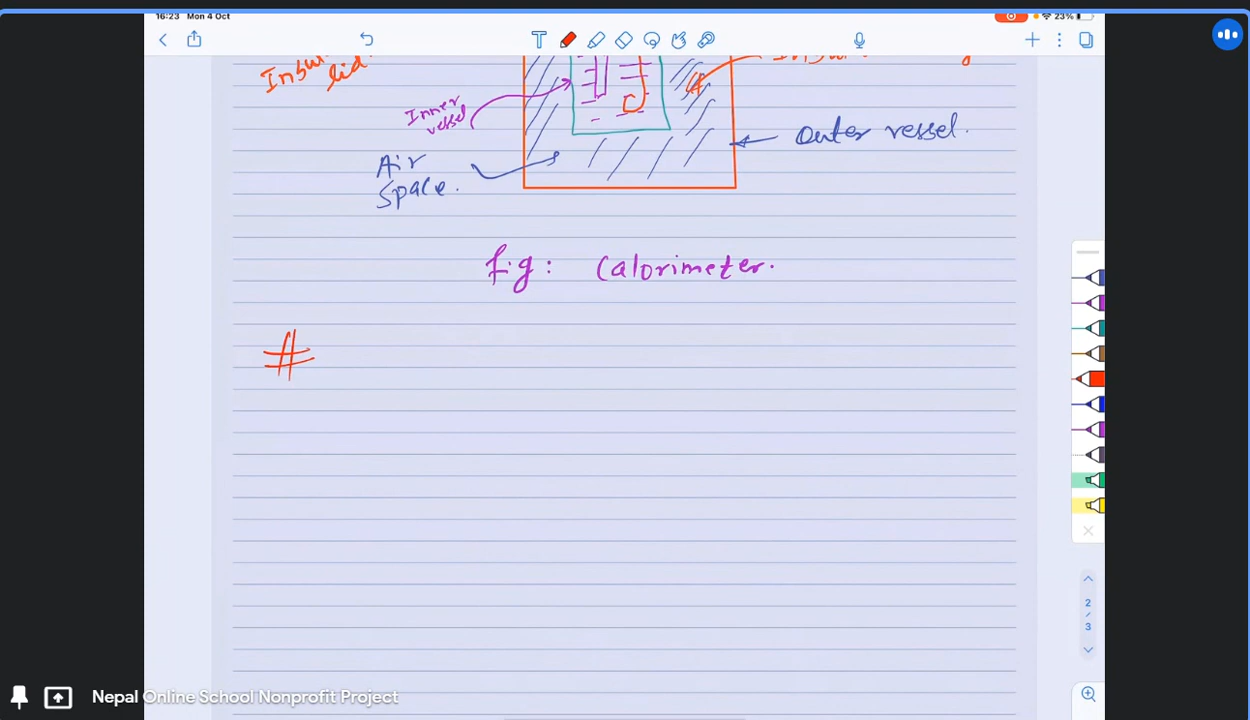 16:23 Mon 4 Oct
23%
T
lid.
Inner
vessel
Outer vessel.
Air
space.
fig: Calorimeter.
#
2
/
3
Nepal Online School Nonprofit Project